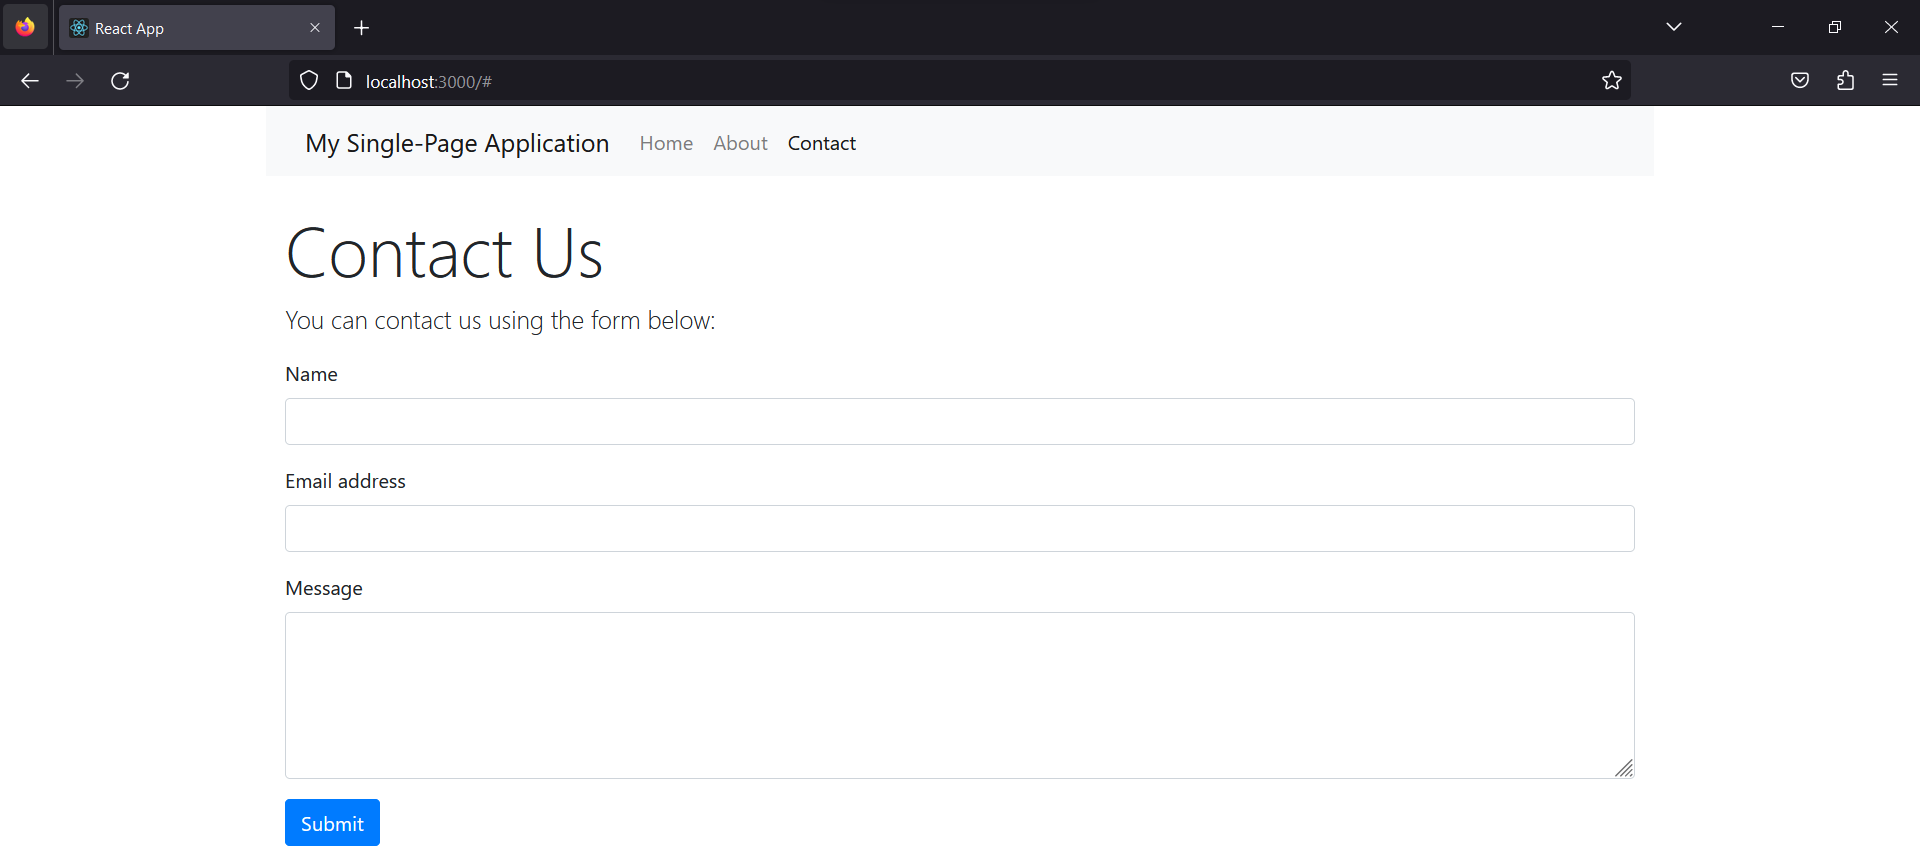 React App
localhost:3000/#
My Single-Page Application Home About Contact
Contact Us
You can contact us using the form below:
Name
Email address
Message
Submit